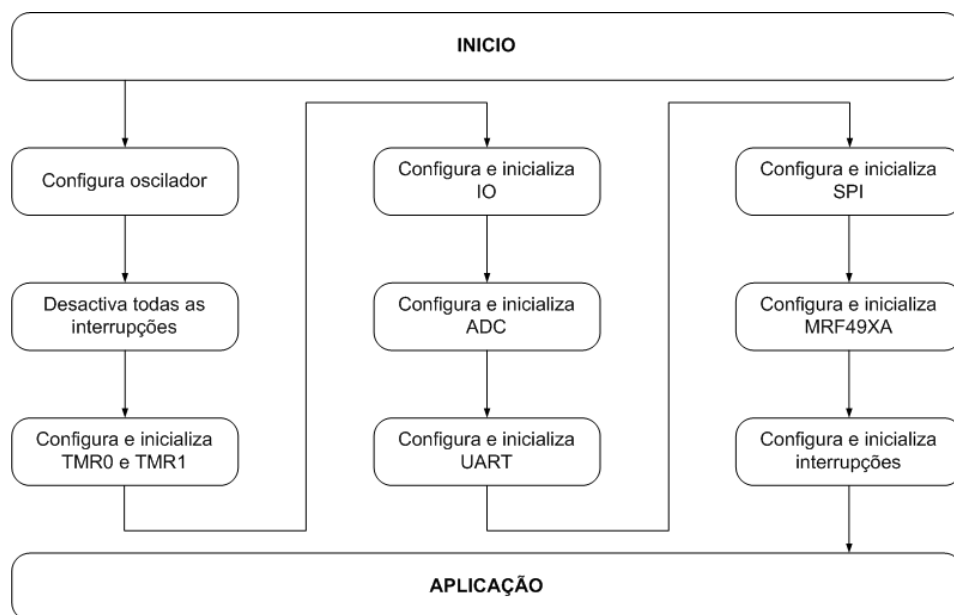 INICIO
Configura oscilador
Desactiva todas as
interrupções
Configura e inicializa
TMR0 e TMR1
Configura e inicializa
IO
Configura e inicializa
ADC
Configura e inicializa
UART
Configura e inicializa
SPI
Configura e inicializa
MRF49XA
Configura e inicializa
interrupções
APLICAÇÃO